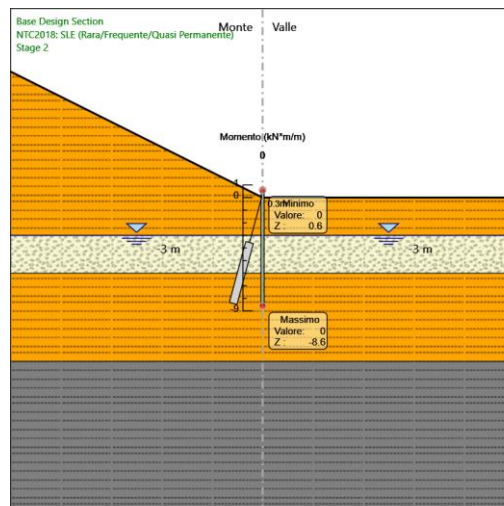 Base Design Section
NTC2018: SLE (Rara/Frequente/Quasi Permanente)
Stage 2
Monte Valle
Momento (kN*m/m)
0
1
0
0.3m
Minimo
Valore: 0
Z : 0.6
-3 m
-3 m
-9
Massimo
Valore: 0
Z : -8.6